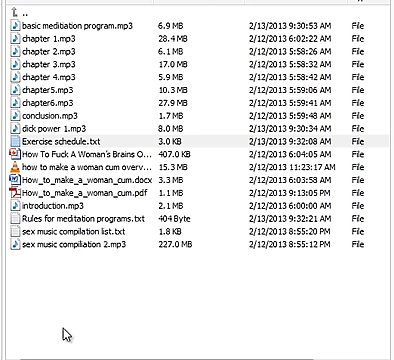 ..
basic meditation program.mp3 6.9 MB 2/13/2013 9:30:53 AM File
chapter 1.mp3 28.4 MB 2/12/2013 6:02:22 AM File
chapter 2.mp3 6.1 MB 2/12/2013 5:58:26 AM File
chapter 3.mp3 17.0 MB 2/12/2013 5:58:32 AM File
chapter 4.mp3 5.9 MB 2/12/2013 5:58:42 AM File
chapter5.mp3 10.3 MB 2/12/2013 5:59:06 AM File
chapter6.mp3 27.9 MB 2/12/2013 5:59:41 AM File
conclusion.mp3 1.7 MB 2/12/2013 5:59:48 AM File
dick power 1.mp3 8.0 MB 2/13/2013 9:30:34 AM File
Exercise schedule.txt 3.0 KB 2/13/2013 9:32:08 AM File
How To Fuck A Woman's Brains O... 407.0 KB 2/12/2013 6:04:05 AM File
how to make a woman cum overv... 15.3 MB 2/12/2013 11:23:17 AM File
How_to_make_a_woman_cum.docx 3.3 MB 2/12/2013 6:03:58 AM File
How_to_make_a_woman_cum.pdf 1.1 MB 2/12/2013 9:13:05 PM File
introduction.mp3 2.1 MB 2/12/2013 6:00:00 AM File
Rules for meditation programs.txt 404 Byte 2/13/2013 9:32:21 AM File
sex music compilation list.txt 1.8 KB 2/12/2013 8:55:20 PM File
sex music compiliation 2.mp3 227.0 MB 2/12/2013 8:55:12 PM File